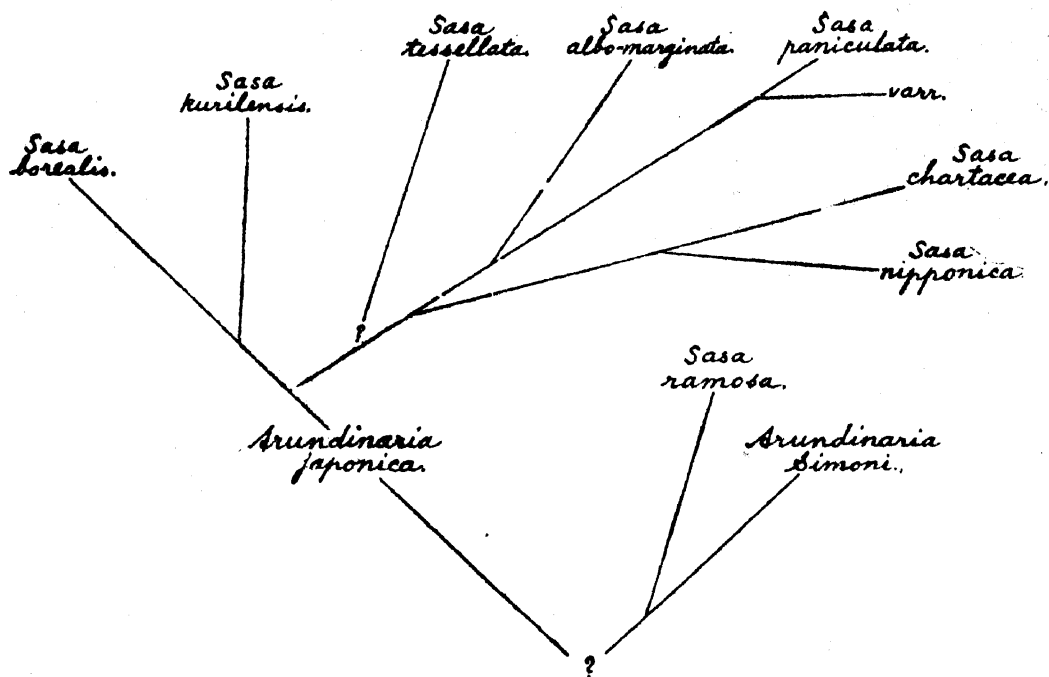 Sasa
tessellata.
Sasa
albo-marginata.
Sasa
paniculata.
varr.
Sasa
kurilensis.
Sasa
borealis.
Sasa
chartacea.
Sasa
nipponica
?
Sasa
ramosa.
Arundinaria
japonica.
Arundinaria
Simoni.
?